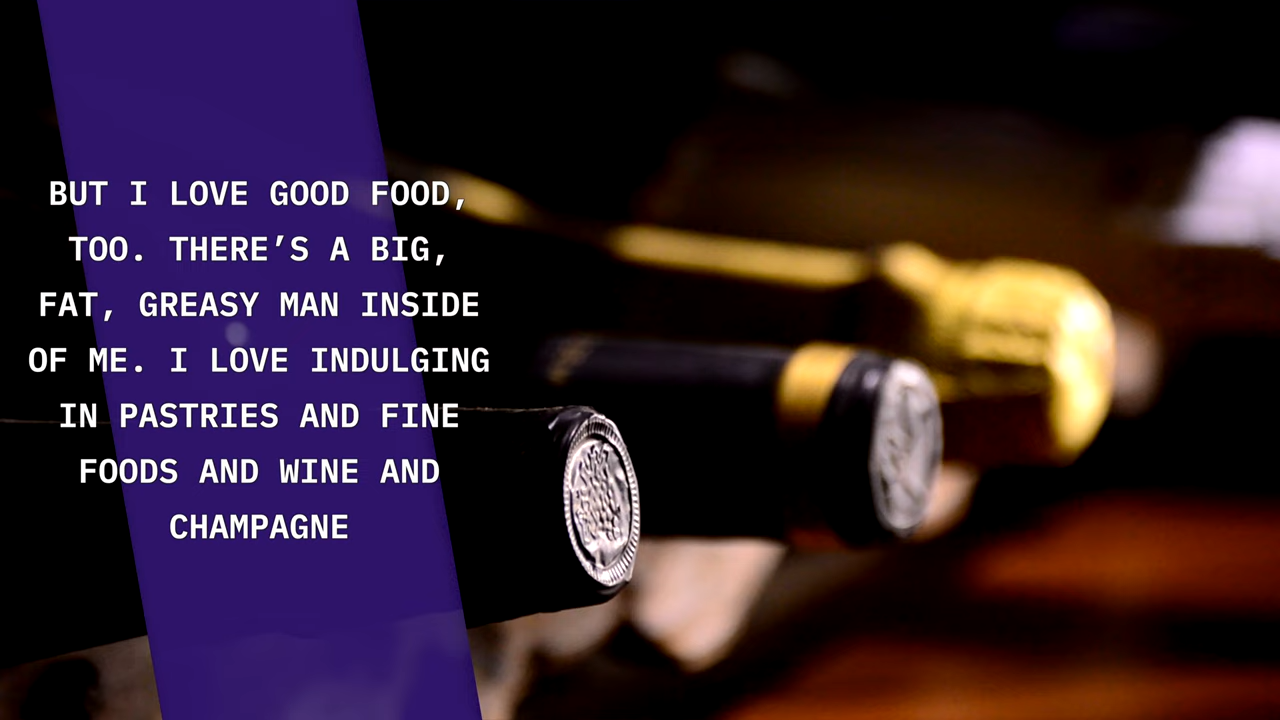 BUT I LOVE GOOD FOOD,
TOO. THERE’S A BIG,
FAT, GREASY MAN INSIDE
OF ME. I LOVE INDULGING
IN PASTRIES AND FINE
FOODS AND WINE AND
CHAMPAGNE